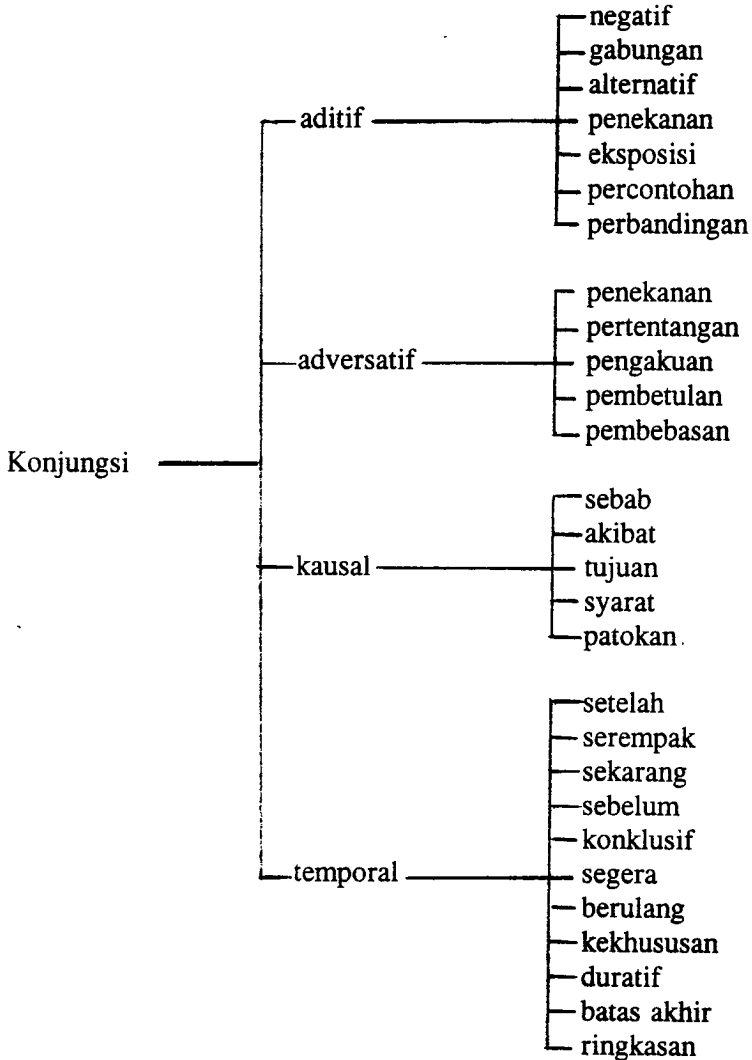 negatif
gabungan
alternatif
aditif penekanan
eksposisi
percontohan
perbandingan
penekanan
pertentangan
adversatif pengakuan
pembetulan
pembebasan
Konjungsi
sebab
akibat
kausal tujuan
syarat
patokan
setelah
serempak
sekarang
sebelum
konklusif
temporal segera
berulang
kekhususan
duratif
batas akhir
ringkasan